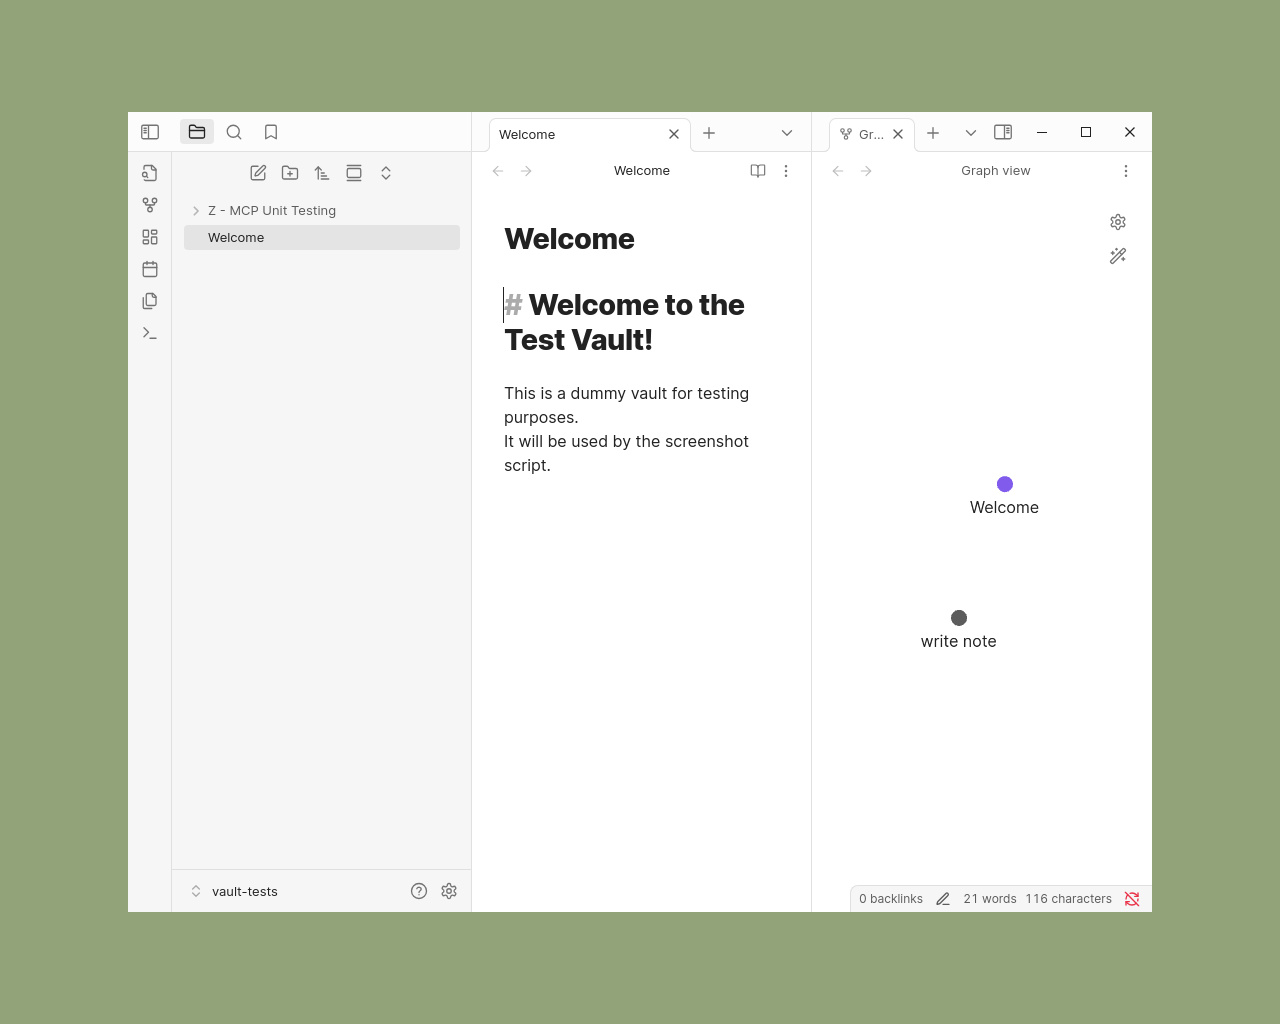 Welcome
Gr...
Welcome
Graph view
Z - MCP Unit Testing
Welcome
Welcome
# Welcome to the
Test Vault!
This is a dummy vault for testing
purposes.
It will be used by the screenshot
script.
Welcome
write note
vault-tests
0 backlinks 21 words 116 characters